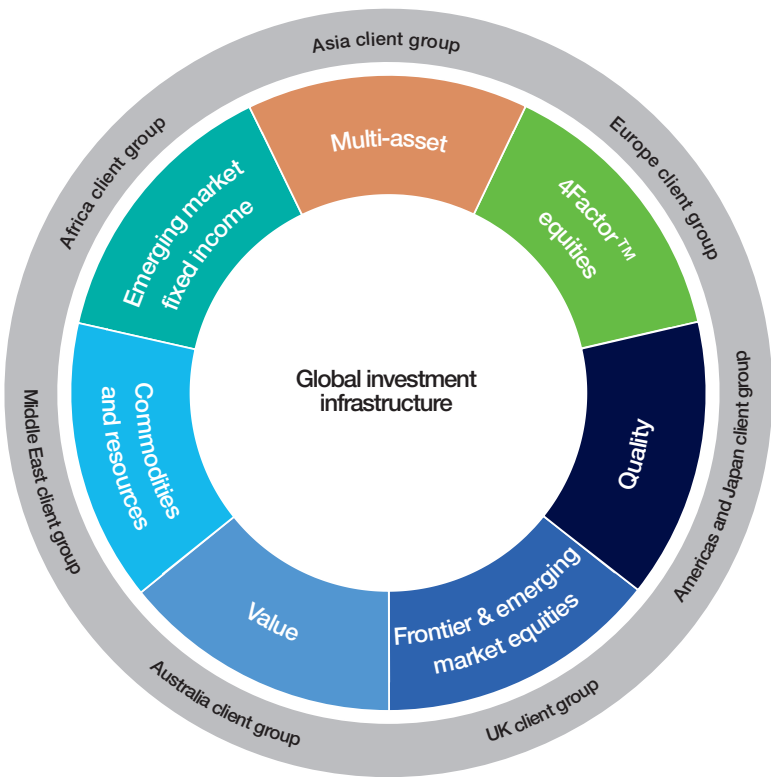 Asia client group
Europe client group
Americas and Japan client group
UK client group
Australia client group
Middle East client group
Africa client group
Multi-asset
4Factor™
equities
Quality
Frontier & emerging
market equities
Value
Commodities
and resources
Emerging market
fixed income
Global investment
infrastructure